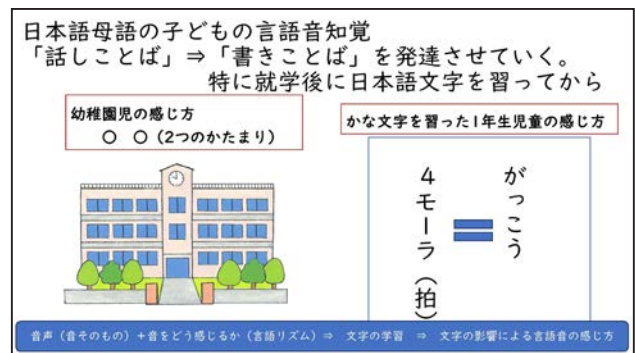 日本語母語の子どもの言語音知覚
「話しことば」⇒「書きことば」を発達させていく。
特に就学後に日本語文字を習ってから
幼稚園児の感じ方
○ ○（2つのかたまり）
かな文字を習った1年生児童の感じ方
がっこう
＝
4モーラ（拍）
音声（音そのもの）＋音をどう感じるか（言語リズム）⇒ 文字の学習 ⇒ 文字の影響による言語音の感じ方